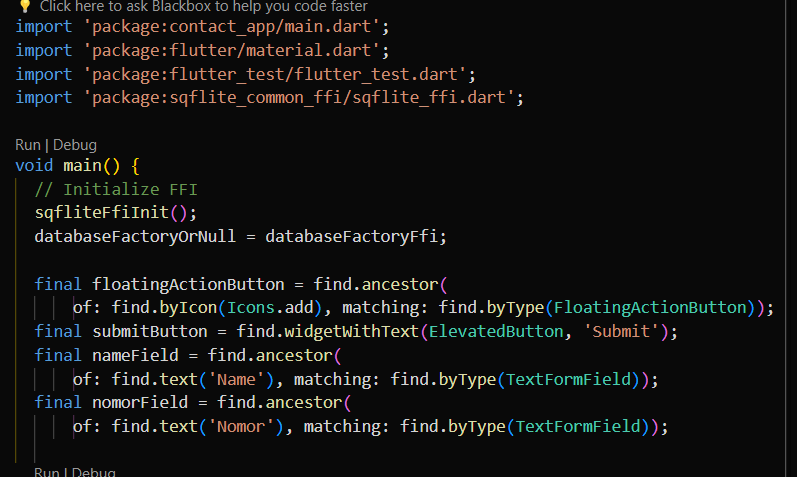 💡 Click here to ask Blackbox to help you code faster
import 'package:contact_app/main.dart';
import 'package:flutter/material.dart';
import 'package:flutter_test/flutter_test.dart';
import 'package:sqflite_common_ffi/sqflite_ffi.dart';
Run | Debug
void main() {
// Initialize FFI
sqfliteFfiInit();
databaseFactoryOrNull = databaseFactoryFfi;
final floatingActionButton = find.ancestor(
of: find.byIcon(Icons.add), matching: find.byType(FloatingActionButton));
final submitButton = find.widgetWithText(ElevatedButton, 'Submit');
final nameField = find.ancestor(
of: find.text('Name'), matching: find.byType(TextFormField));
final nomorField = find.ancestor(
of: find.text('Nomor'), matching: find.byType(TextFormField));
Run | Debug